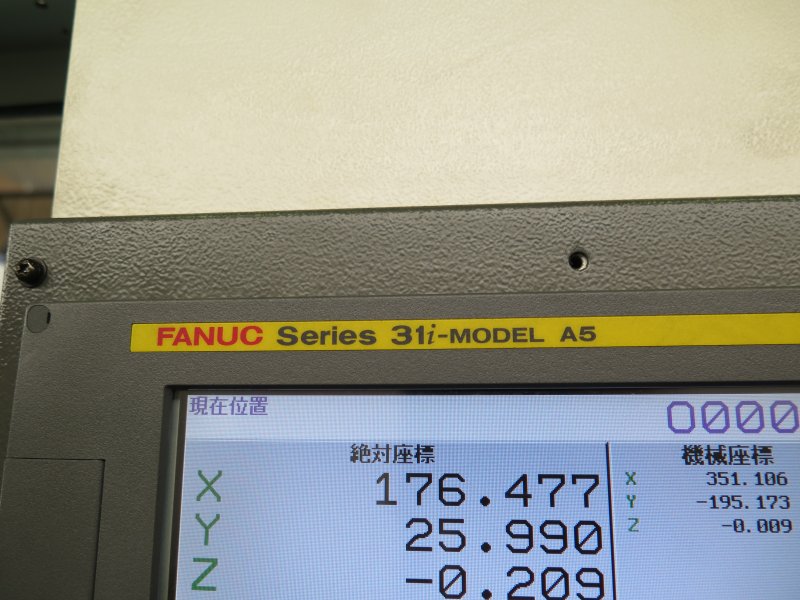 FANUC Series 31i-MODEL A5
現在位置
0000
絶対座標
X 176.477
Y 25.990
Z -0.209
機械座標
X 351.106
Y -195.173
Z -0.009